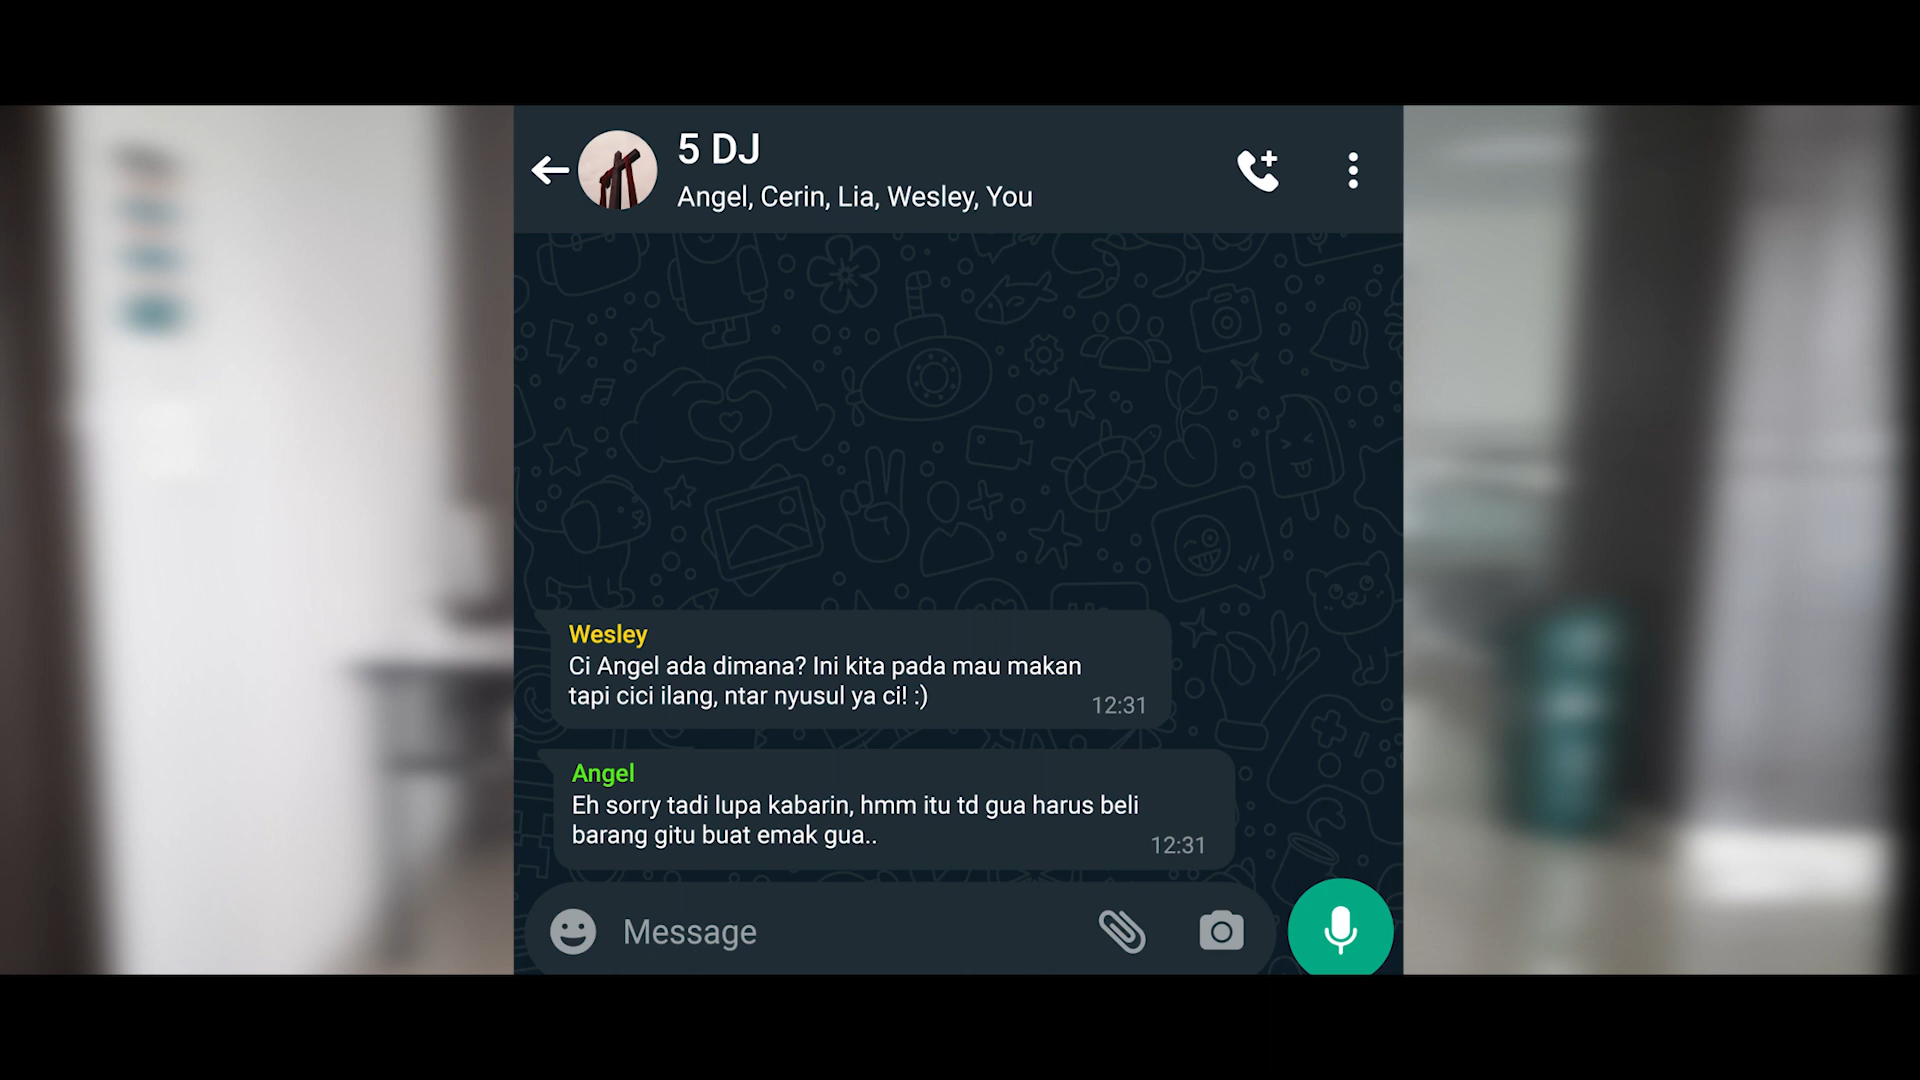 5 DJ
Angel, Cerin, Lia, Wesley, You
Wesley
Ci Angel ada dimana? Ini kita pada mau makan
tapi cici ilang, ntar nyusul ya ci! :)
12:31
Angel
Eh sorry tadi lupa kabarin, hmm itu td gua harus beli
barang gitu buat emak gua..
12:31
Message